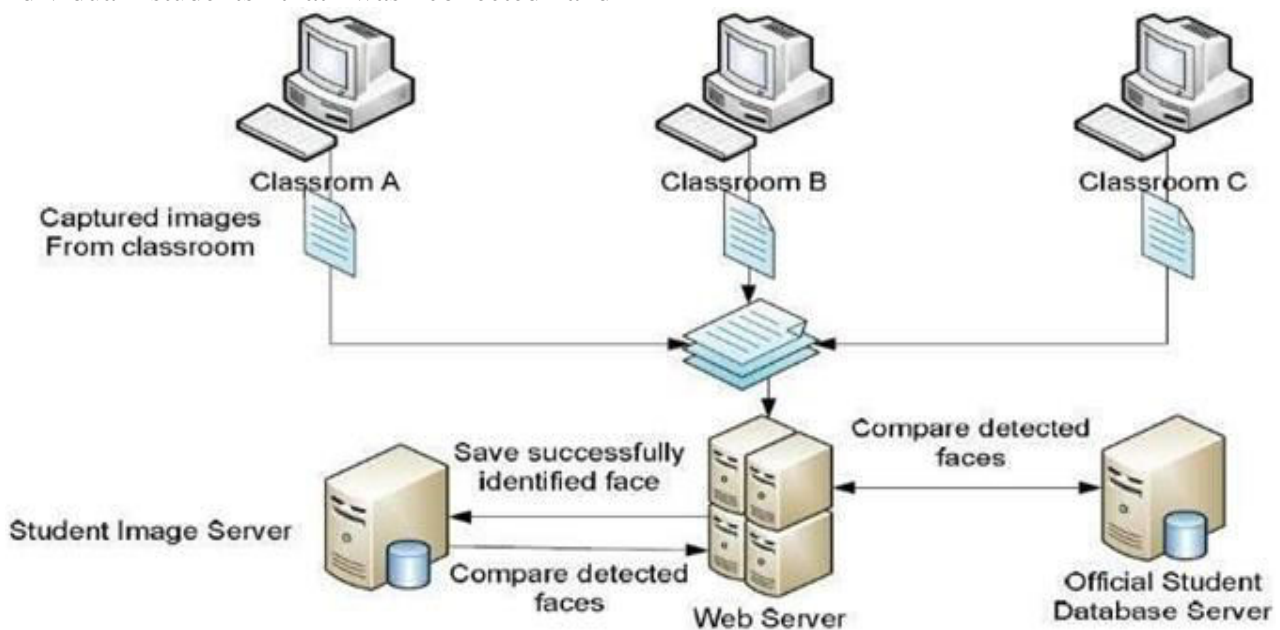 Classrom A
Classroom B
Classroom C
Captured images
From classroom
Compare detected
faces
Save successfully
identified face
Student Image Server
Compare detected
faces
Web Server
Official Student
Database Server